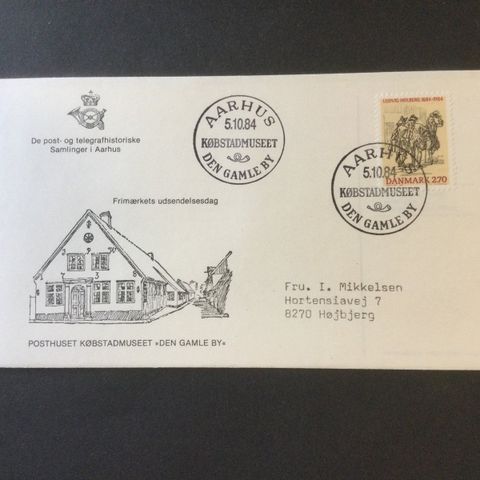 De post- og telegrafhistoriske
Samlinger i Aarhus
AARHUS
5.10.84
KØBSTADMUSEET
DEN GAMLE BY
LUDVIG HOLBERG 1684-1984
DANMARK 2.70
AARHUS
5.10.84
KØBSTADMUSEET
DEN GAMLE BY
Frimærkets udsendelsesdag
Fru. I. Mikkelsen
Hortensiavej 7
8270 Højbjerg
POSTHUSET KØBSTADMUSEET »DEN GAMLE BY«